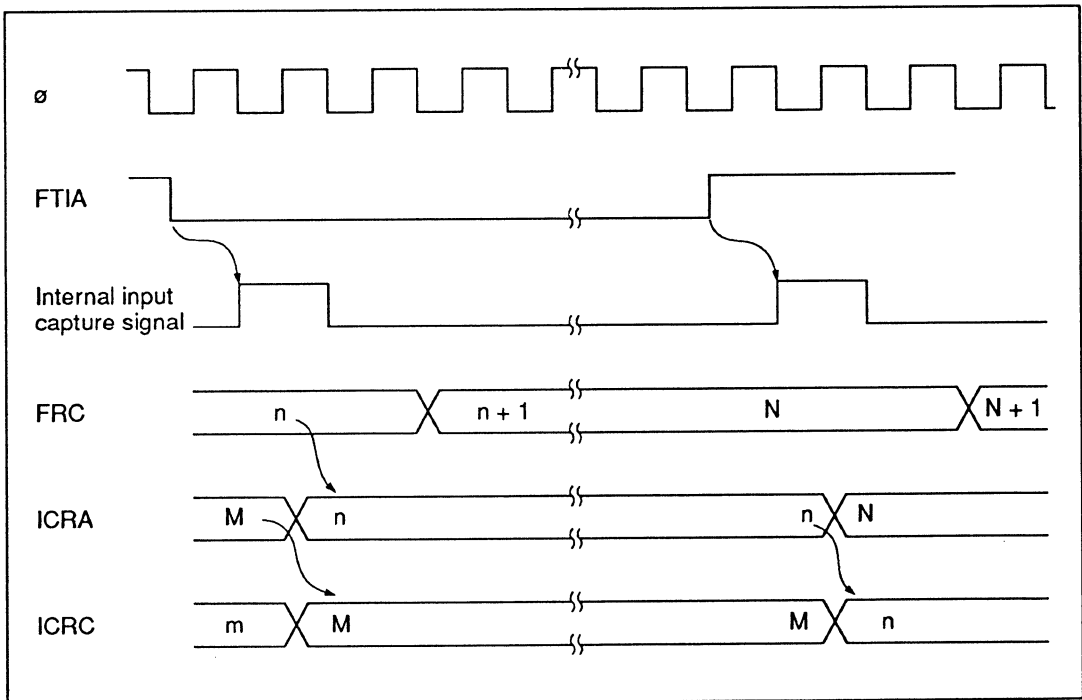 ø
FTIA
Internal input
capture signal
FRC n n + 1 N N + 1
ICRA M n n N
ICRC m M M n